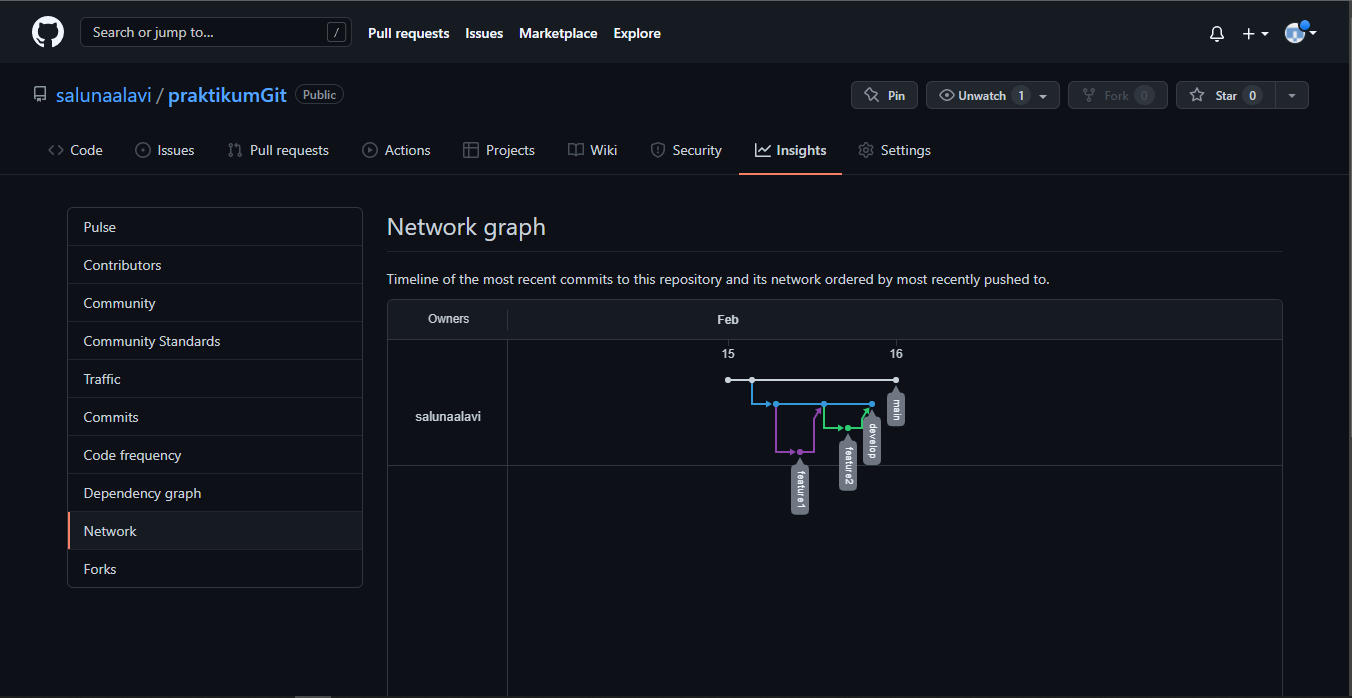 Search or jump to... /
Pull requests Issues Marketplace Explore
salunaalavi / praktikumGit Public
Pin Unwatch 1 Fork 0 Star 0
Code Issues Pull requests Actions Projects Wiki Security Insights Settings
Pulse
Contributors
Community
Community Standards
Traffic
Commits
Code frequency
Dependency graph
Network
Forks
Network graph
Timeline of the most recent commits to this repository and its network ordered by most recently pushed to.
Owners Feb
15 16
salunaalavi
main
develop
feature2
feature1